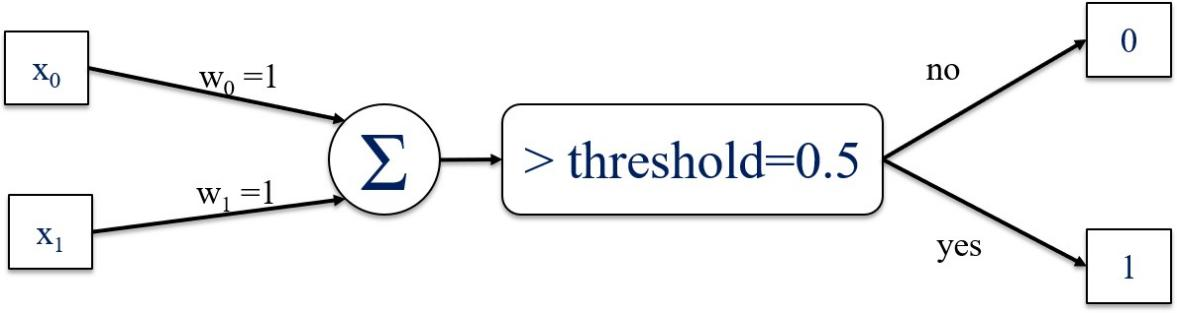 x₀
w₀ =1
x₁
w₁ =1
Σ
> threshold=0.5
no
0
yes
1